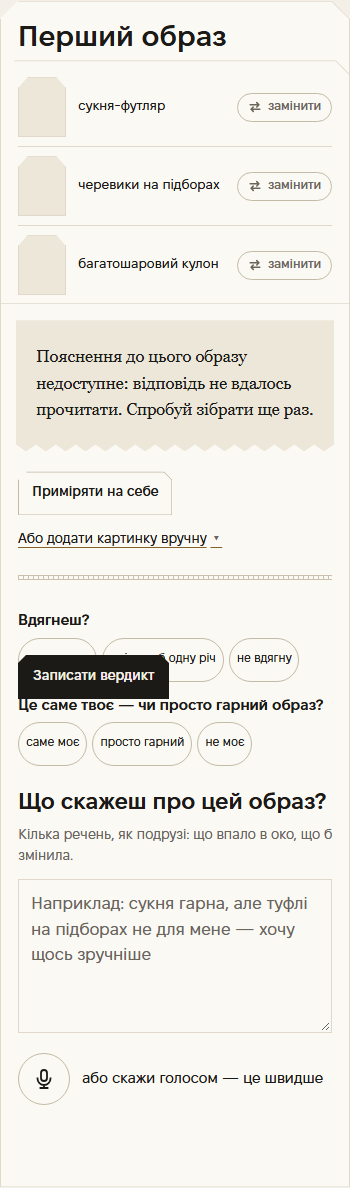 Перший образ
сукня-футляр
замінити
черевики на підборах
замінити
багатошаровий кулон
замінити
Пояснення до цього образу
недоступне: відповідь не вдалось
прочитати. Спробуй зібрати ще раз.
Приміряти на себе
Або додати картинку вручну
Вдягнеш?
одну річ
не вдягну
Записати вердикт
Це саме твоє — чи просто гарний образ?
саме моє
просто гарний
не моє
Що скажеш про цей образ?
Кілька речень, як подрузі: що впало в око, що б
змінила.
Наприклад: сукня гарна, але туфлі
на підборах не для мене — хочу
щось зручніше
або скажи голосом — це швидше